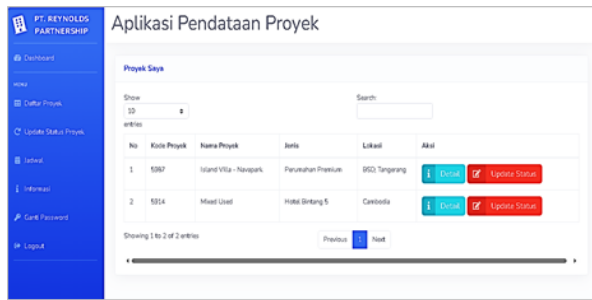 PT. REYNOLDS
PARTNERSHIP
Aplikasi Pendataan Proyek
Dashboard
Proyek Saya
MENU
Daftar Proyek
Update Status Proyek
Jadwal
Informasi
Ganti Password
Logout
Show
10
entries
Search:
No Kode Proyek Nama Proyek Jenis Lokasi Aksi
1 5997 Island Villa - Navapark Perumahan Premium BSD, Tangerang Detail Update Status
2 5914 Mixed Used Hotel Bintang 5 Cambodia Detail Update Status
Showing 1 to 2 of 2 entries
Previous 1 Next